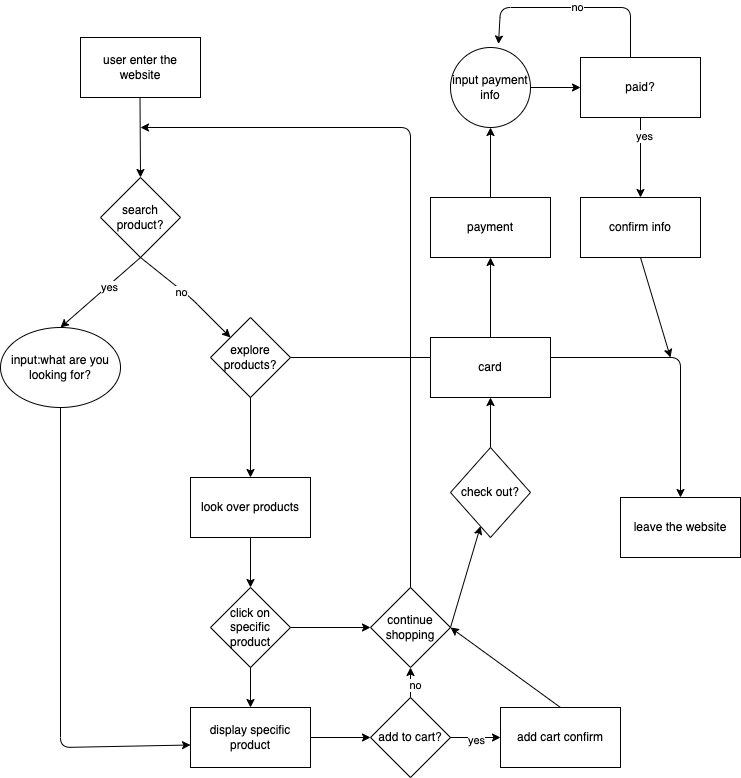 no
user enter the
website
input payment
info
paid?
yes
search
product?
payment
confirm info
yes
no
input:what are you
looking for?
explore
products?
card
look over products
check out?
leave the website
click on
specific
product
continue
shopping
no
display specific
product
add to cart?
yes
add cart confirm